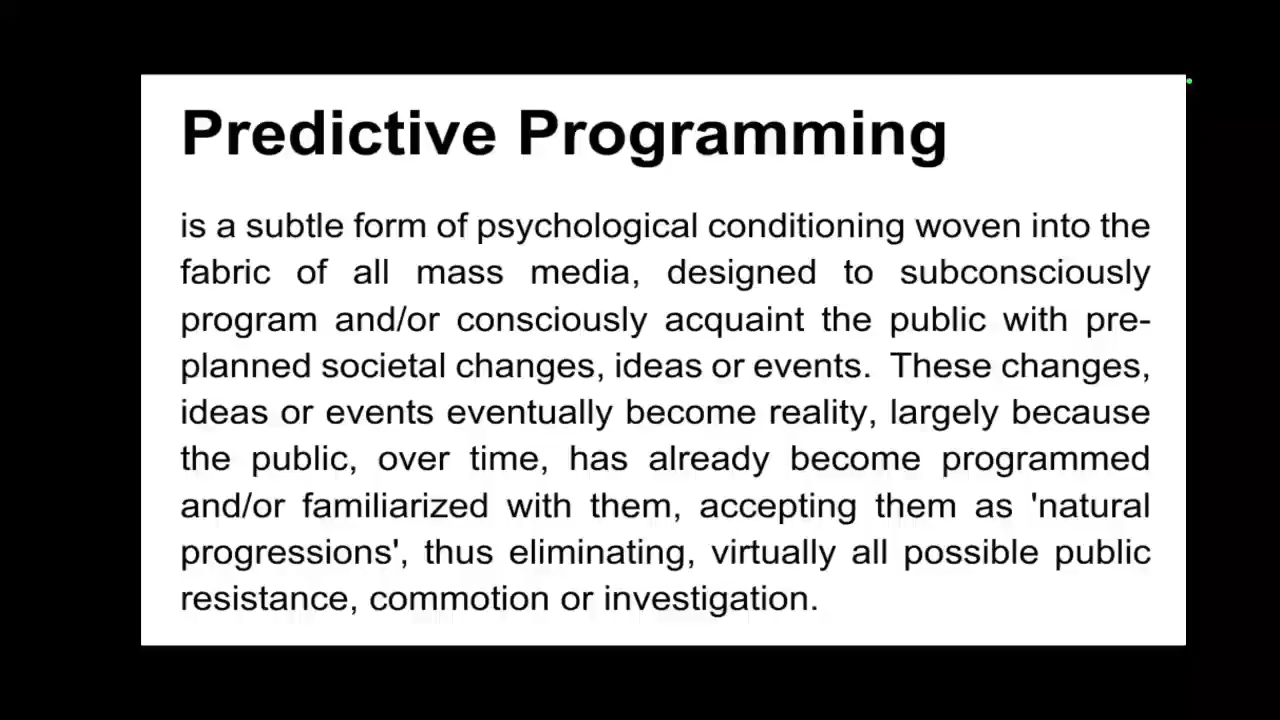 Predictive Programming
is a subtle form of psychological conditioning woven into the
fabric of all mass media, designed to subconsciously
program and/or consciously acquaint the public with pre-
planned societal changes, ideas or events.  These changes,
ideas or events eventually become reality, largely because
the public, over time, has already become programmed
and/or familiarized with them, accepting them as 'natural
progressions', thus eliminating, virtually all possible public
resistance, commotion or investigation.